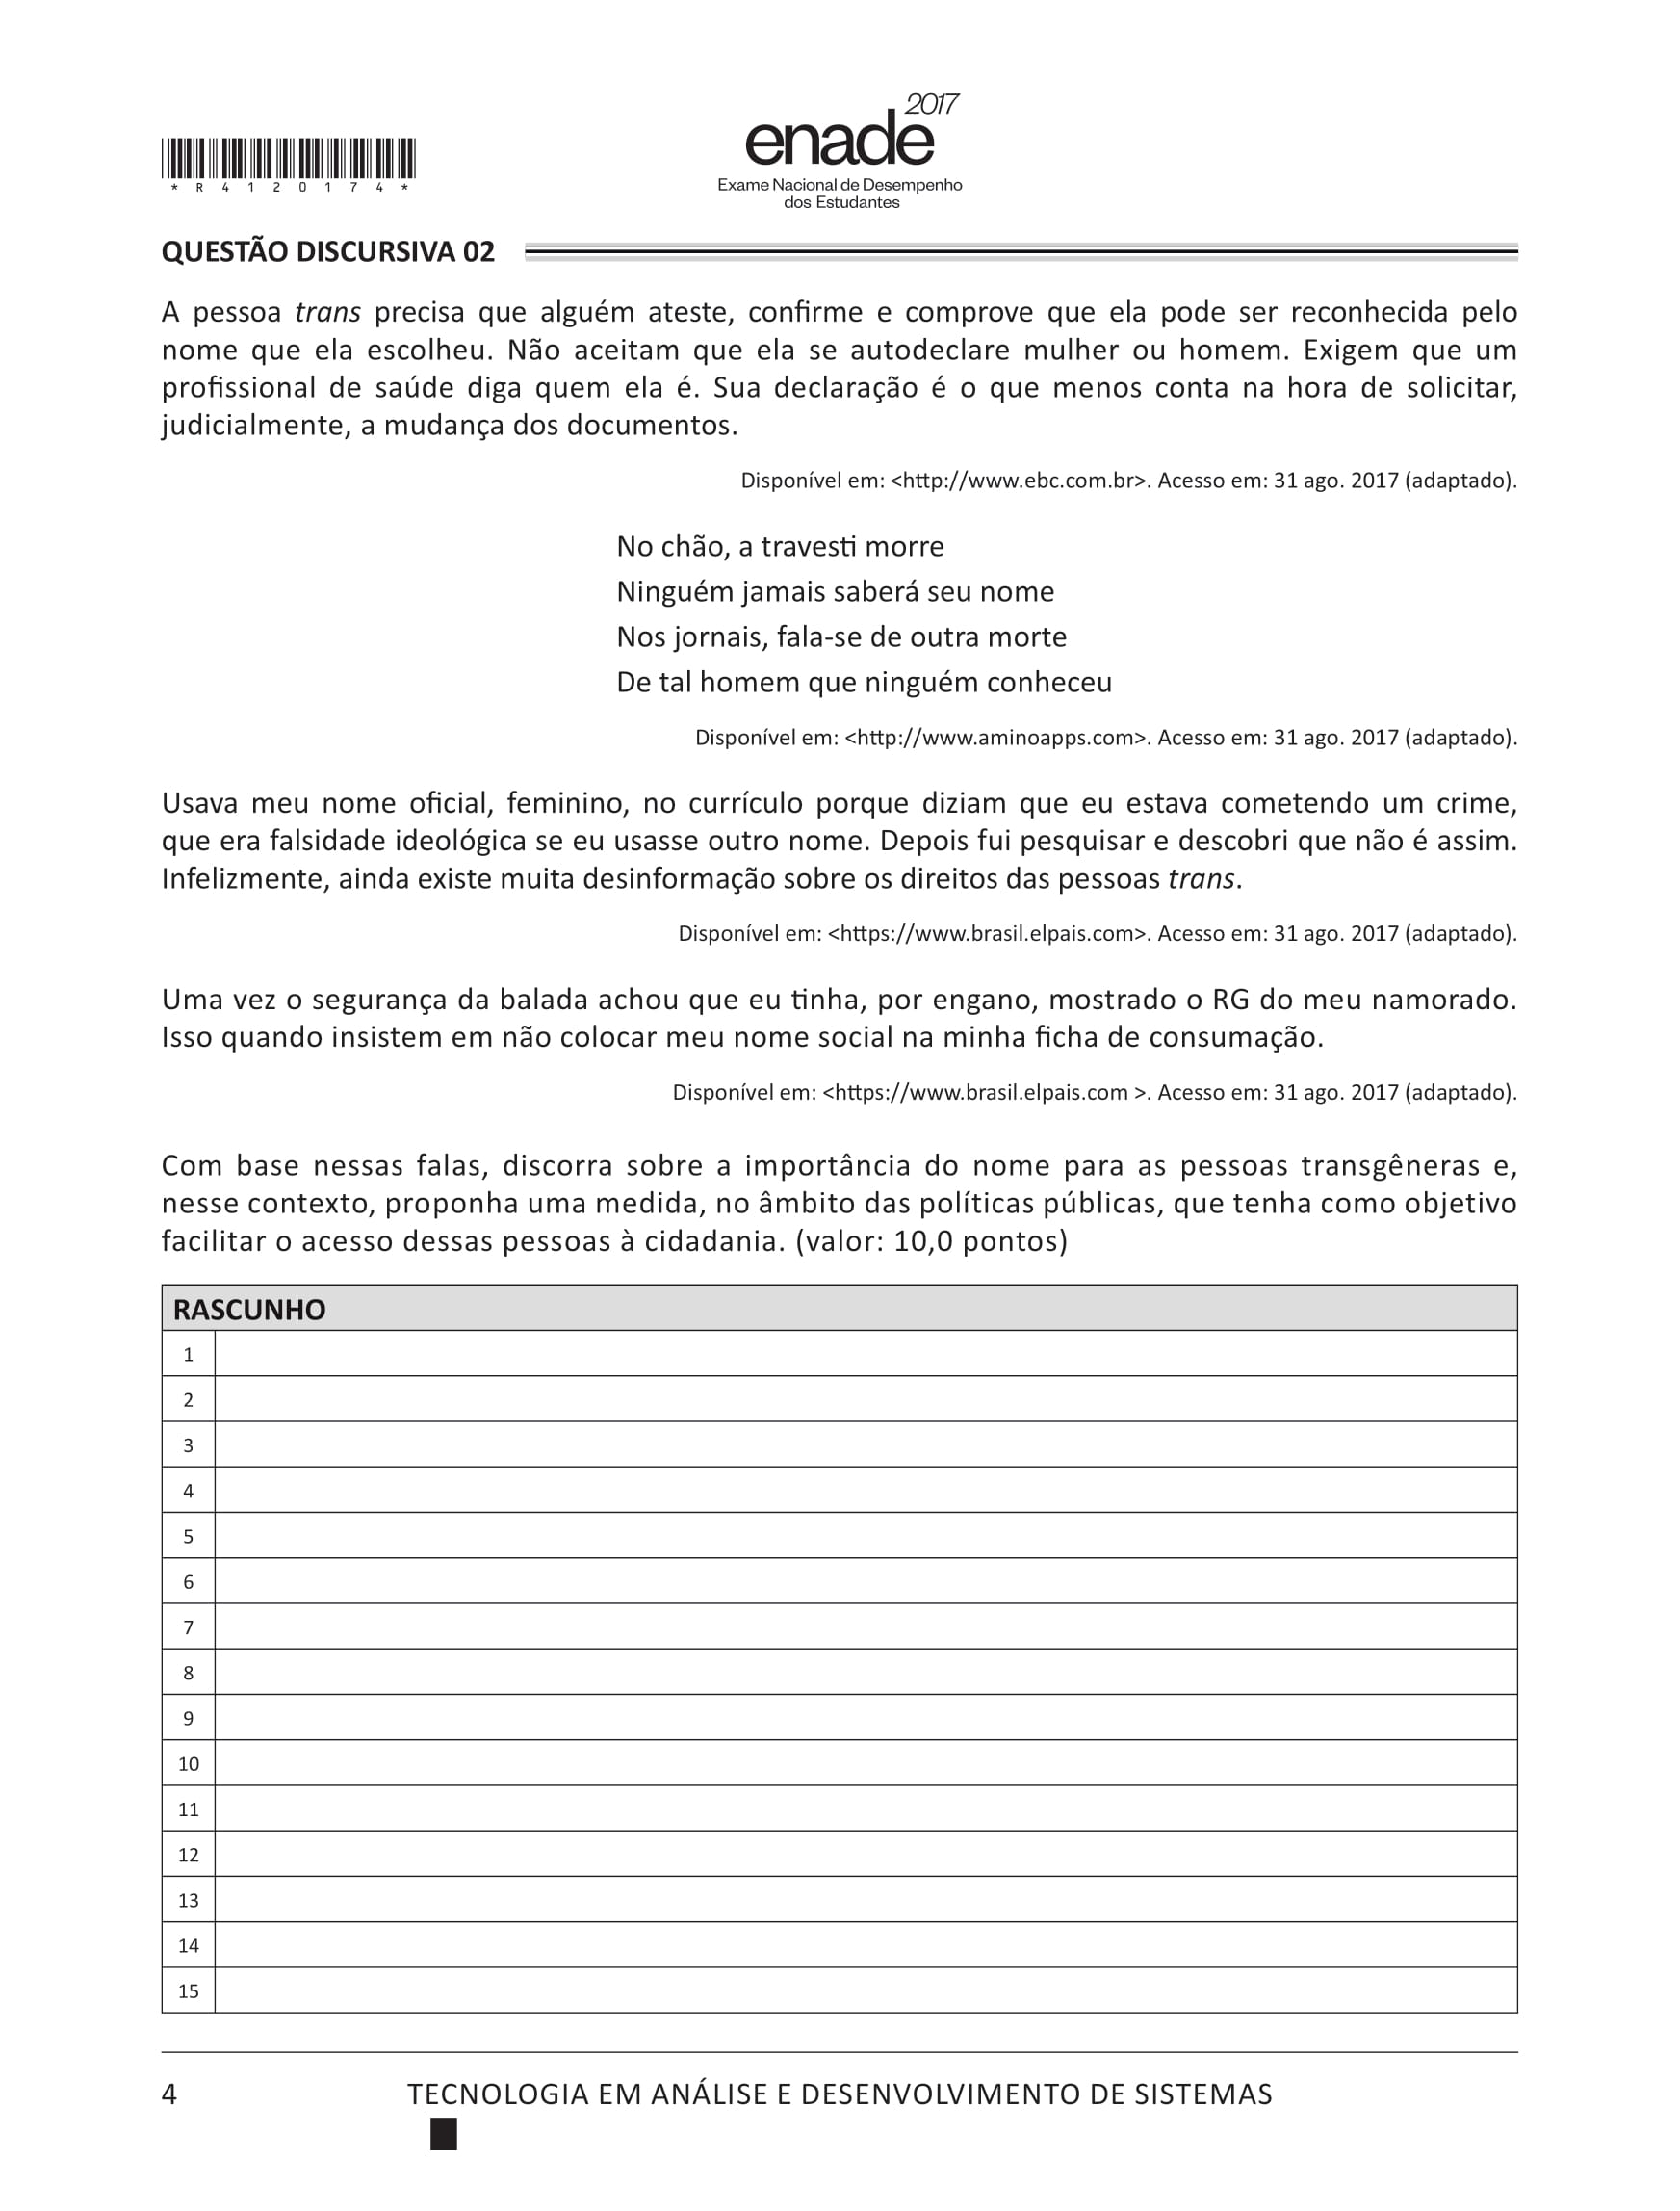 2017
enade
Exame Nacional de Desempenho
dos Estudantes
*R4120174*
QUESTÃO DISCURSIVA 02
A pessoa trans precisa que alguém ateste, confirme e comprove que ela pode ser reconhecida pelo
nome que ela escolheu. Não aceitam que ela se autodeclare mulher ou homem. Exigem que um
profissional de saúde diga quem ela é. Sua declaração é o que menos conta na hora de solicitar,
judicialmente, a mudança dos documentos.
Disponível em: <http://www.ebc.com.br>. Acesso em: 31 ago. 2017 (adaptado).
No chão, a travesti morre
Ninguém jamais saberá seu nome
Nos jornais, fala-se de outra morte
De tal homem que ninguém conheceu
Disponível em: <http://www.aminoapps.com>. Acesso em: 31 ago. 2017 (adaptado).
Usava meu nome oficial, feminino, no currículo porque diziam que eu estava cometendo um crime,
que era falsidade ideológica se eu usasse outro nome. Depois fui pesquisar e descobri que não é assim.
Infelizmente, ainda existe muita desinformação sobre os direitos das pessoas trans.
Disponível em: <https://www.brasil.elpais.com>. Acesso em: 31 ago. 2017 (adaptado).
Uma vez o segurança da balada achou que eu tinha, por engano, mostrado o RG do meu namorado.
Isso quando insistem em não colocar meu nome social na minha ficha de consumação.
Disponível em: <https://www.brasil.elpais.com >. Acesso em: 31 ago. 2017 (adaptado).
Com base nessas falas, discorra sobre a importância do nome para as pessoas transgêneras e,
nesse contexto, proponha uma medida, no âmbito das políticas públicas, que tenha como objetivo
facilitar o acesso dessas pessoas à cidadania. (valor: 10,0 pontos)
RASCUNHO
1
2
3
4
5
6
7
8
9
10
11
12
13
14
15
4 TECNOLOGIA EM ANÁLISE E DESENVOLVIMENTO DE SISTEMAS